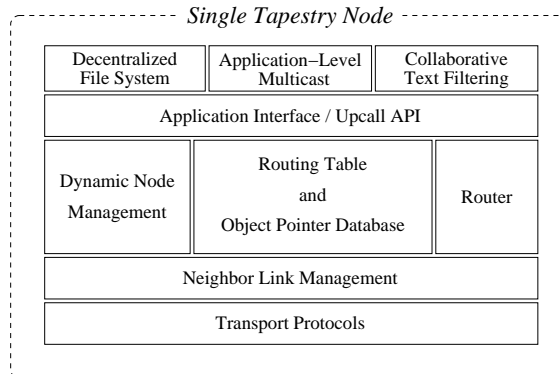 Single Tapestry Node
Decentralized
File System
Application−Level
Multicast
Collaborative
Text Filtering
Application Interface / Upcall API
Dynamic Node
Management
Routing Table
and
Object Pointer Database
Router
Neighbor Link Management
Transport Protocols